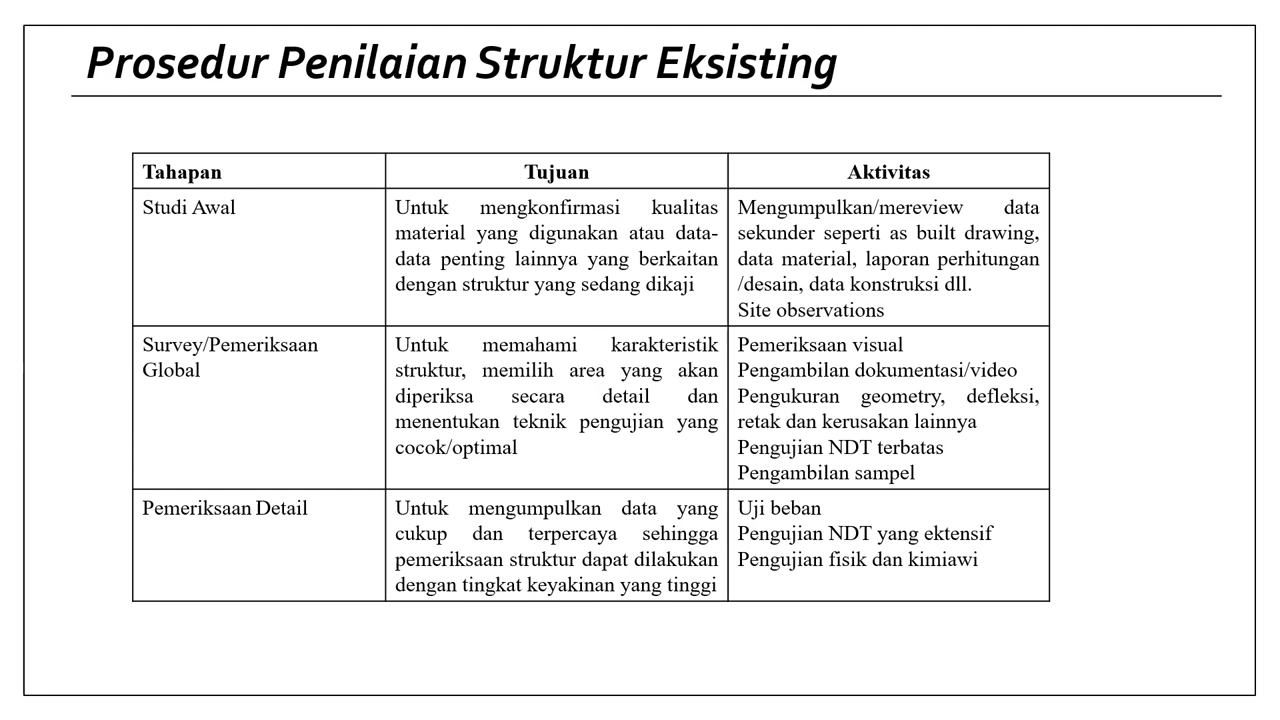 Prosedur Penilaian Struktur Eksisting
Tahapan
Tujuan
Aktivitas
Studi Awal
Untuk mengkonfirmasi kualitas
material yang digunakan atau data-
data penting lainnya yang berkaitan
dengan struktur yang sedang dikaji
Mengumpulkan/mereview data
sekunder seperti as built drawing,
data material, laporan perhitungan
/desain, data konstruksi dll.
Site observations
Survey/Pemeriksaan
Global
Untuk memahami karakteristik
struktur, memilih area yang akan
diperiksa secara detail dan
menentukan teknik pengujian yang
cocok/optimal
Pemeriksaan visual
Pengambilan dokumentasi/video
Pengukuran geometry, defleksi,
retak dan kerusakan lainnya
Pengujian NDT terbatas
Pengambilan sampel
Pemeriksaan Detail
Untuk mengumpulkan data yang
cukup dan terpercaya sehingga
pemeriksaan struktur dapat dilakukan
dengan tingkat keyakinan yang tinggi
Uji beban
Pengujian NDT yang ektensif
Pengujian fisik dan kimiawi